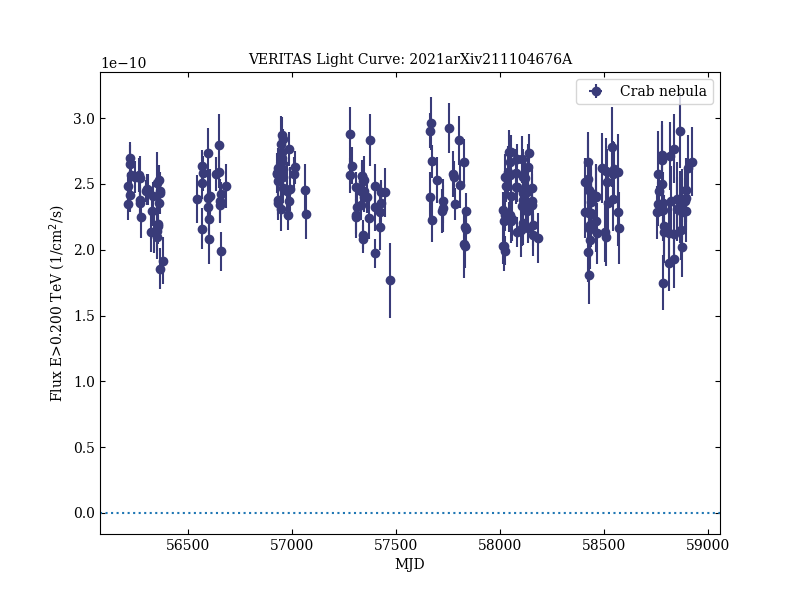 VERITAS Light Curve: 2021arXiv211104676A
1e−10
Crab nebula
3.0
2.5
2.0
1.5
1.0
0.5
0.0
Flux E>0.200 TeV (1/cm²/s)
56500 57000 57500 58000 58500 59000
MJD